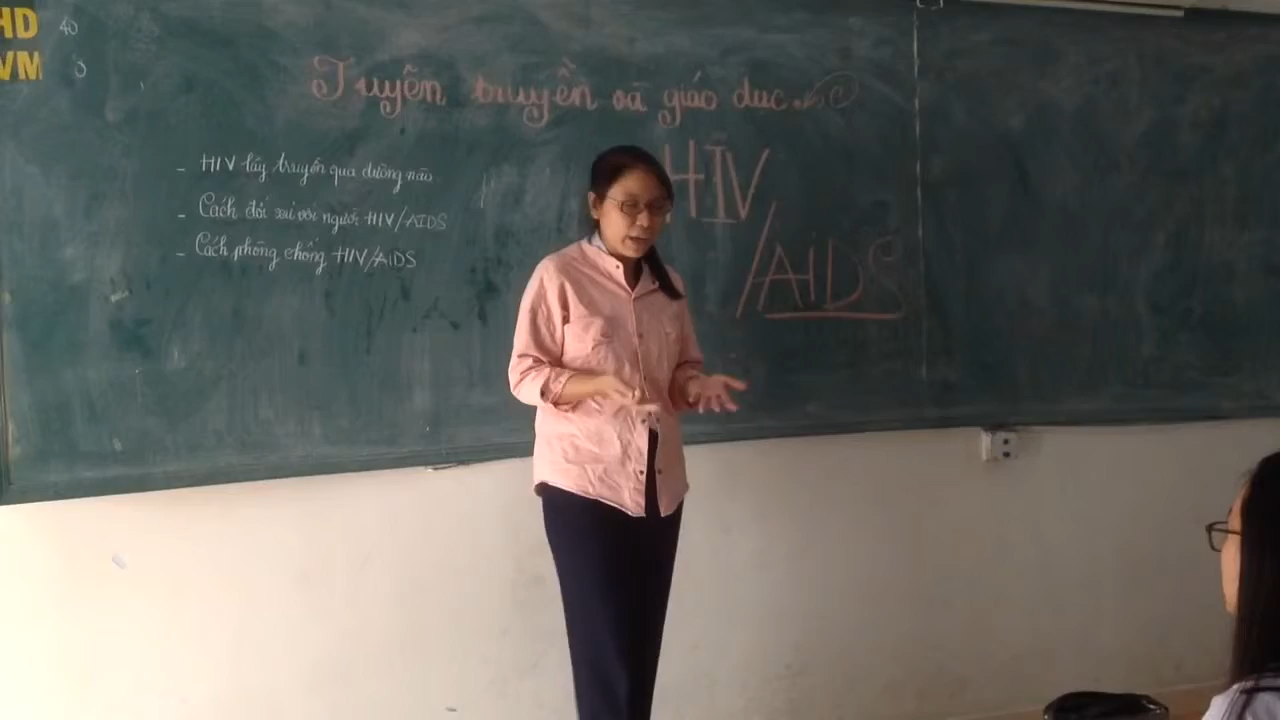 HD 40
VM 0
Tuyên truyền và giáo dục
HIV
/AIDS
- HIV lây truyền qua đường nào
- Cách đối xử với người HIV/AIDS
- Cách phòng chống HIV/AIDS